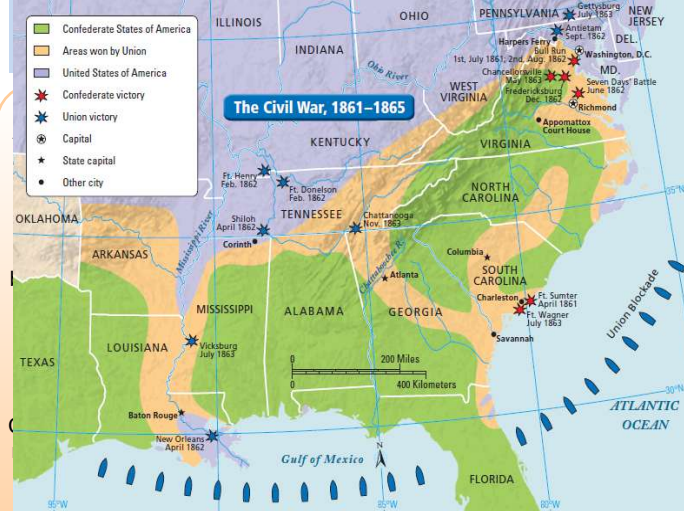 Confederate States of America
Areas won by Union
United States of America
Confederate victory
Union victory
Capital
State capital
Other city
The Civil War, 1861–1865
ILLINOIS
INDIANA
OHIO
PENNSYLVANIA
NEW
JERSEY
DEL.
MD.
Gettysburg
July 1863
Antietam
Sept. 1862
Harpers Ferry
Bull Run
1st, July 1861; 2nd, Aug. 1862
Washington, D.C.
Chancellorsville
May 1863
Fredericksburg
Dec. 1862
Seven Days' Battle
June 1862
Richmond
Appomattox
Court House
Ohio River
WEST
VIRGINIA
VIRGINIA
KENTUCKY
Ft. Henry
Feb. 1862
Ft. Donelson
Feb. 1862
NORTH
CAROLINA
35°N
TENNESSEE
OKLAHOMA
Mississippi River
Shiloh
April 1862
Chattanooga
Nov. 1863
Corinth
ARKANSAS
Chattahoochee R.
Columbia
Atlanta
SOUTH
CAROLINA
Charleston
Ft. Sumter
April 1861
Ft. Wagner
July 1863
Union Blockade
MISSISSIPPI
ALABAMA
GEORGIA
Savannah
TEXAS
LOUISIANA
Vicksburg
July 1863
0 200 Miles
0 400 Kilometers
30°N
Baton Rouge
New Orleans
April 1862
ATLANTIC
OCEAN
Gulf of Mexico
N
FLORIDA
95°W
85°W
80°W